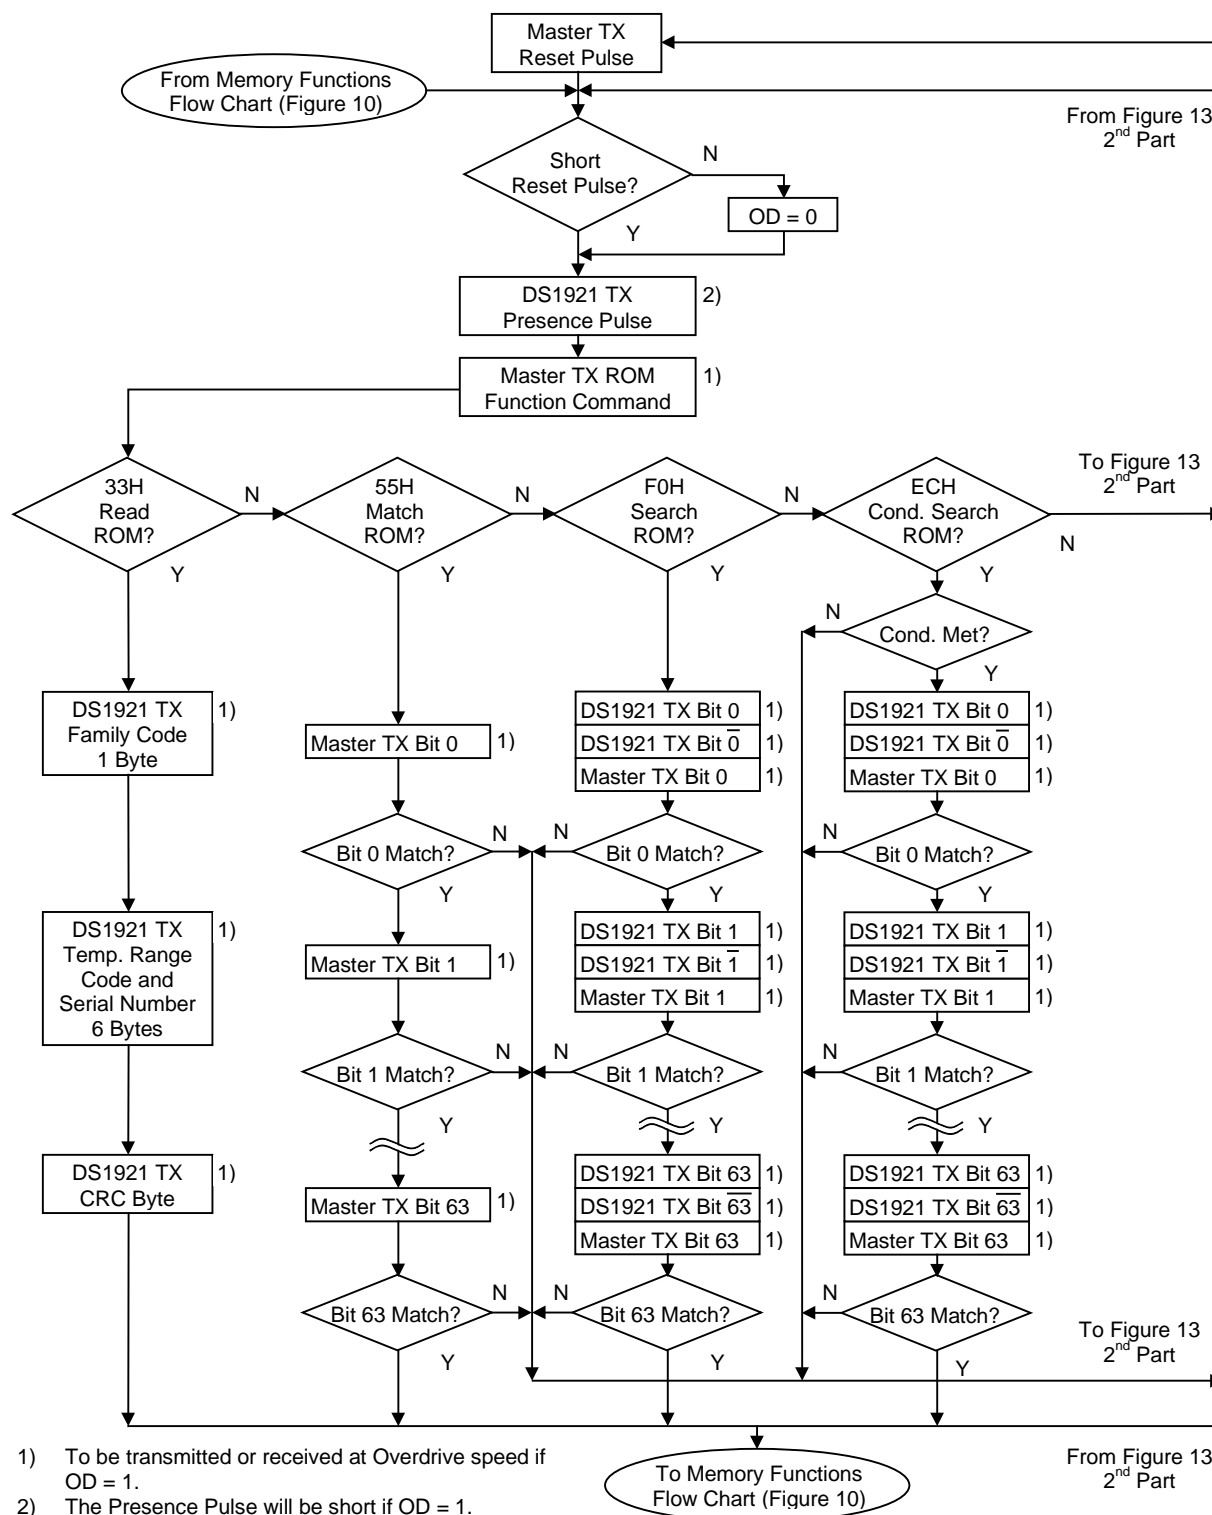 Master TX
Reset Pulse
From Memory Functions
Flow Chart (Figure 10)
From Figure 13
2nd Part
Short
Reset Pulse?
N
OD = 0
Y
DS1921 TX
Presence Pulse
2)
Master TX ROM
Function Command
1)
33H
Read
ROM?
N
Y
55H
Match
ROM?
N
Y
F0H
Search
ROM?
N
Y
ECH
Cond. Search
ROM?
N
Y
To Figure 13
2nd Part
N
Cond. Met?
Y
DS1921 TX
Family Code
1 Byte
1)
DS1921 TX
Temp. Range
Code and
Serial Number
6 Bytes
1)
DS1921 TX
CRC Byte
1)
Master TX Bit 0
1)
Bit 0 Match?
N
Y
Master TX Bit 1
1)
Bit 1 Match?
N
Y
Master TX Bit 63
1)
Bit 63 Match?
N
Y
DS1921 TX Bit 0
1)
DS1921 TX Bit 0̅
1)
Master TX Bit 0
1)
N
Bit 0 Match?
Y
DS1921 TX Bit 1
1)
DS1921 TX Bit 1̅
1)
Master TX Bit 1
1)
N
Bit 1 Match?
Y
DS1921 TX Bit 63
1)
DS1921 TX Bit 6̅3̅
1)
Master TX Bit 63
1)
N
Bit 63 Match?
Y
DS1921 TX Bit 0
1)
DS1921 TX Bit 0̅
1)
Master TX Bit 0
1)
N
Bit 0 Match?
Y
DS1921 TX Bit 1
1)
DS1921 TX Bit 1̅
1)
Master TX Bit 1
1)
N
Bit 1 Match?
Y
DS1921 TX Bit 63
1)
DS1921 TX Bit 6̅3̅
1)
Master TX Bit 63
1)
N
Bit 63 Match?
Y
To Figure 13
2nd Part
1) To be transmitted or received at Overdrive speed if
OD = 1.
2) The Presence Pulse will be short if OD = 1.
To Memory Functions
Flow Chart (Figure 10)
From Figure 13
2nd Part